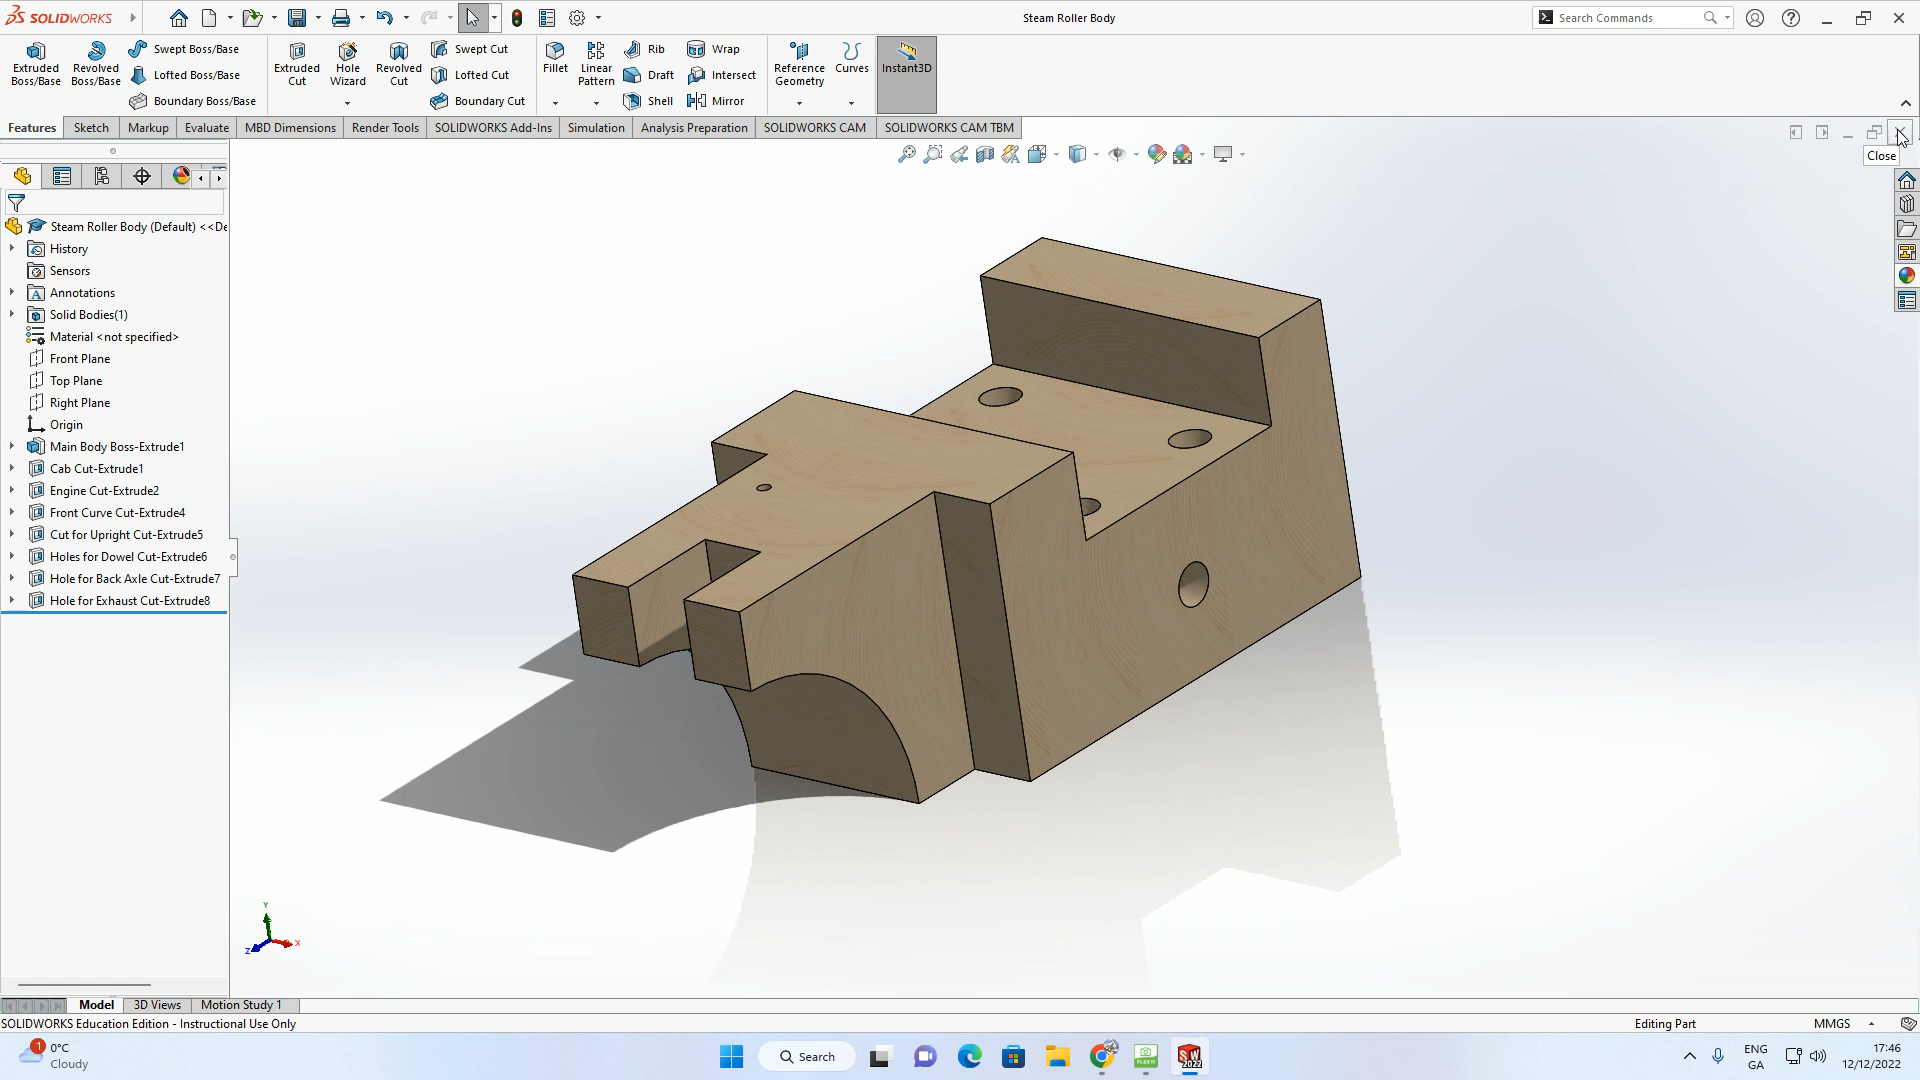 SOLIDWORKS
Steam Roller Body
Search Commands
Extruded Boss/Base
Revolved Boss/Base
Swept Boss/Base
Lofted Boss/Base
Boundary Boss/Base
Extruded Cut
Hole Wizard
Revolved Cut
Swept Cut
Lofted Cut
Boundary Cut
Fillet
Linear Pattern
Rib
Draft
Shell
Wrap
Intersect
Mirror
Reference Geometry
Curves
Instant3D
Features
Sketch
Markup
Evaluate
MBD Dimensions
Render Tools
SOLIDWORKS Add-Ins
Simulation
Analysis Preparation
SOLIDWORKS CAM
SOLIDWORKS CAM TBM
Close
Steam Roller Body (Default) <<De
History
Sensors
Annotations
Solid Bodies(1)
Material <not specified>
Front Plane
Top Plane
Right Plane
Origin
Main Body Boss-Extrude1
Cab Cut-Extrude1
Engine Cut-Extrude2
Front Curve Cut-Extrude4
Cut for Upright Cut-Extrude5
Holes for Dowel Cut-Extrude6
Hole for Back Axle Cut-Extrude7
Hole for Exhaust Cut-Extrude8
Y
X
Z
Model
3D Views
Motion Study 1
SOLIDWORKS Education Edition - Instructional Use Only
Editing Part
MMGS
1
0°C
Cloudy
Search
SW
2022
ENG
GA
17:46
12/12/2022